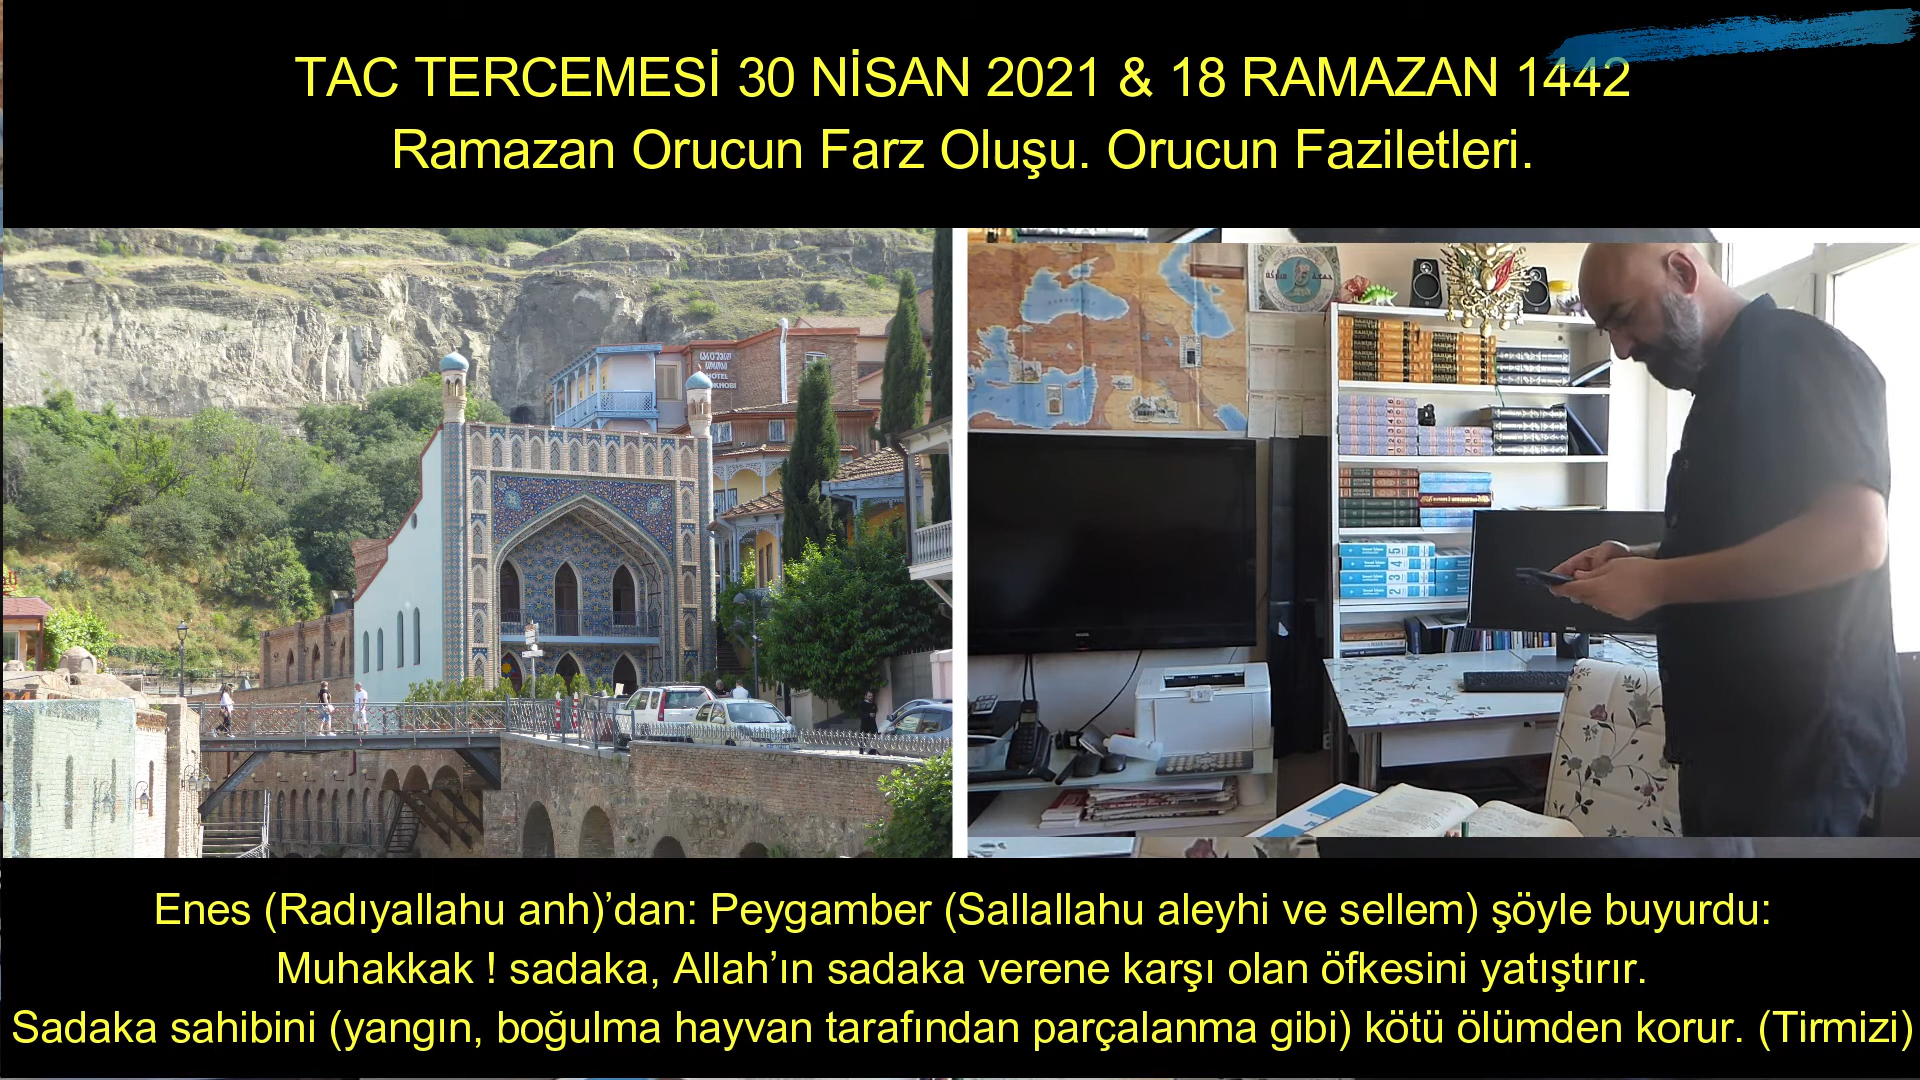 TAC TERCEMESİ 30 NİSAN 2021 & 18 RAMAZAN 1442
Ramazan Orucun Farz Oluşu. Orucun Faziletleri.
HOTEL
Enes (Radıyallahu anh)’dan: Peygamber (Sallallahu aleyhi ve sellem) şöyle buyurdu:
Muhakkak ! sadaka, Allah’ın sadaka verene karşı olan öfkesini yatıştırır.
Sadaka sahibini (yangın, boğulma hayvan tarafından parçalanma gibi) kötü ölümden korur. (Tirmizi)